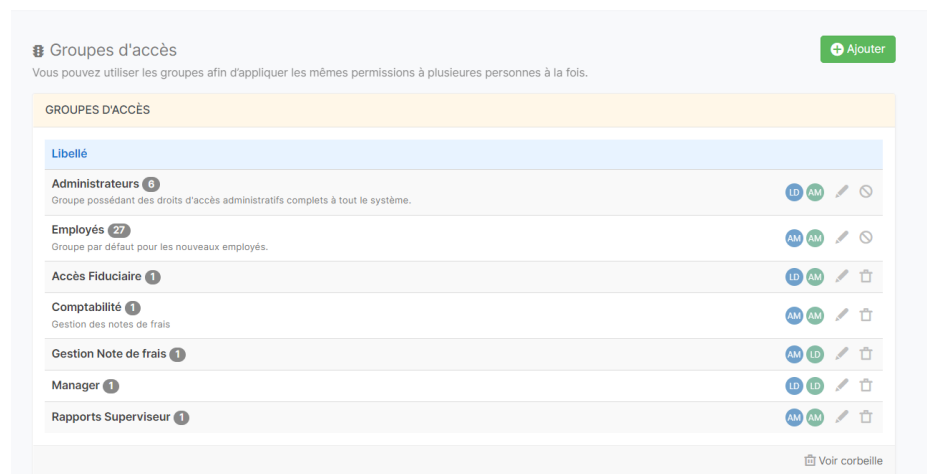 Groupes d'accès
Ajouter
Vous pouvez utiliser les groupes afin d'appliquer les mêmes permissions à plusieures personnes à la fois.
GROUPES D'ACCÈS
Libellé
Administrateurs 6
LD AM
Groupe possédant des droits d'accès administratifs complets à tout le système.
Employés 27
AM AM
Groupe par défaut pour les nouveaux employés.
Accès Fiduciaire 1
LD AM
Comptabilité 1
AM AM
Gestion des notes de frais
Gestion Note de frais 1
AM LD
Manager 1
LD LD
Rapports Superviseur 1
AM AM
Voir corbeille